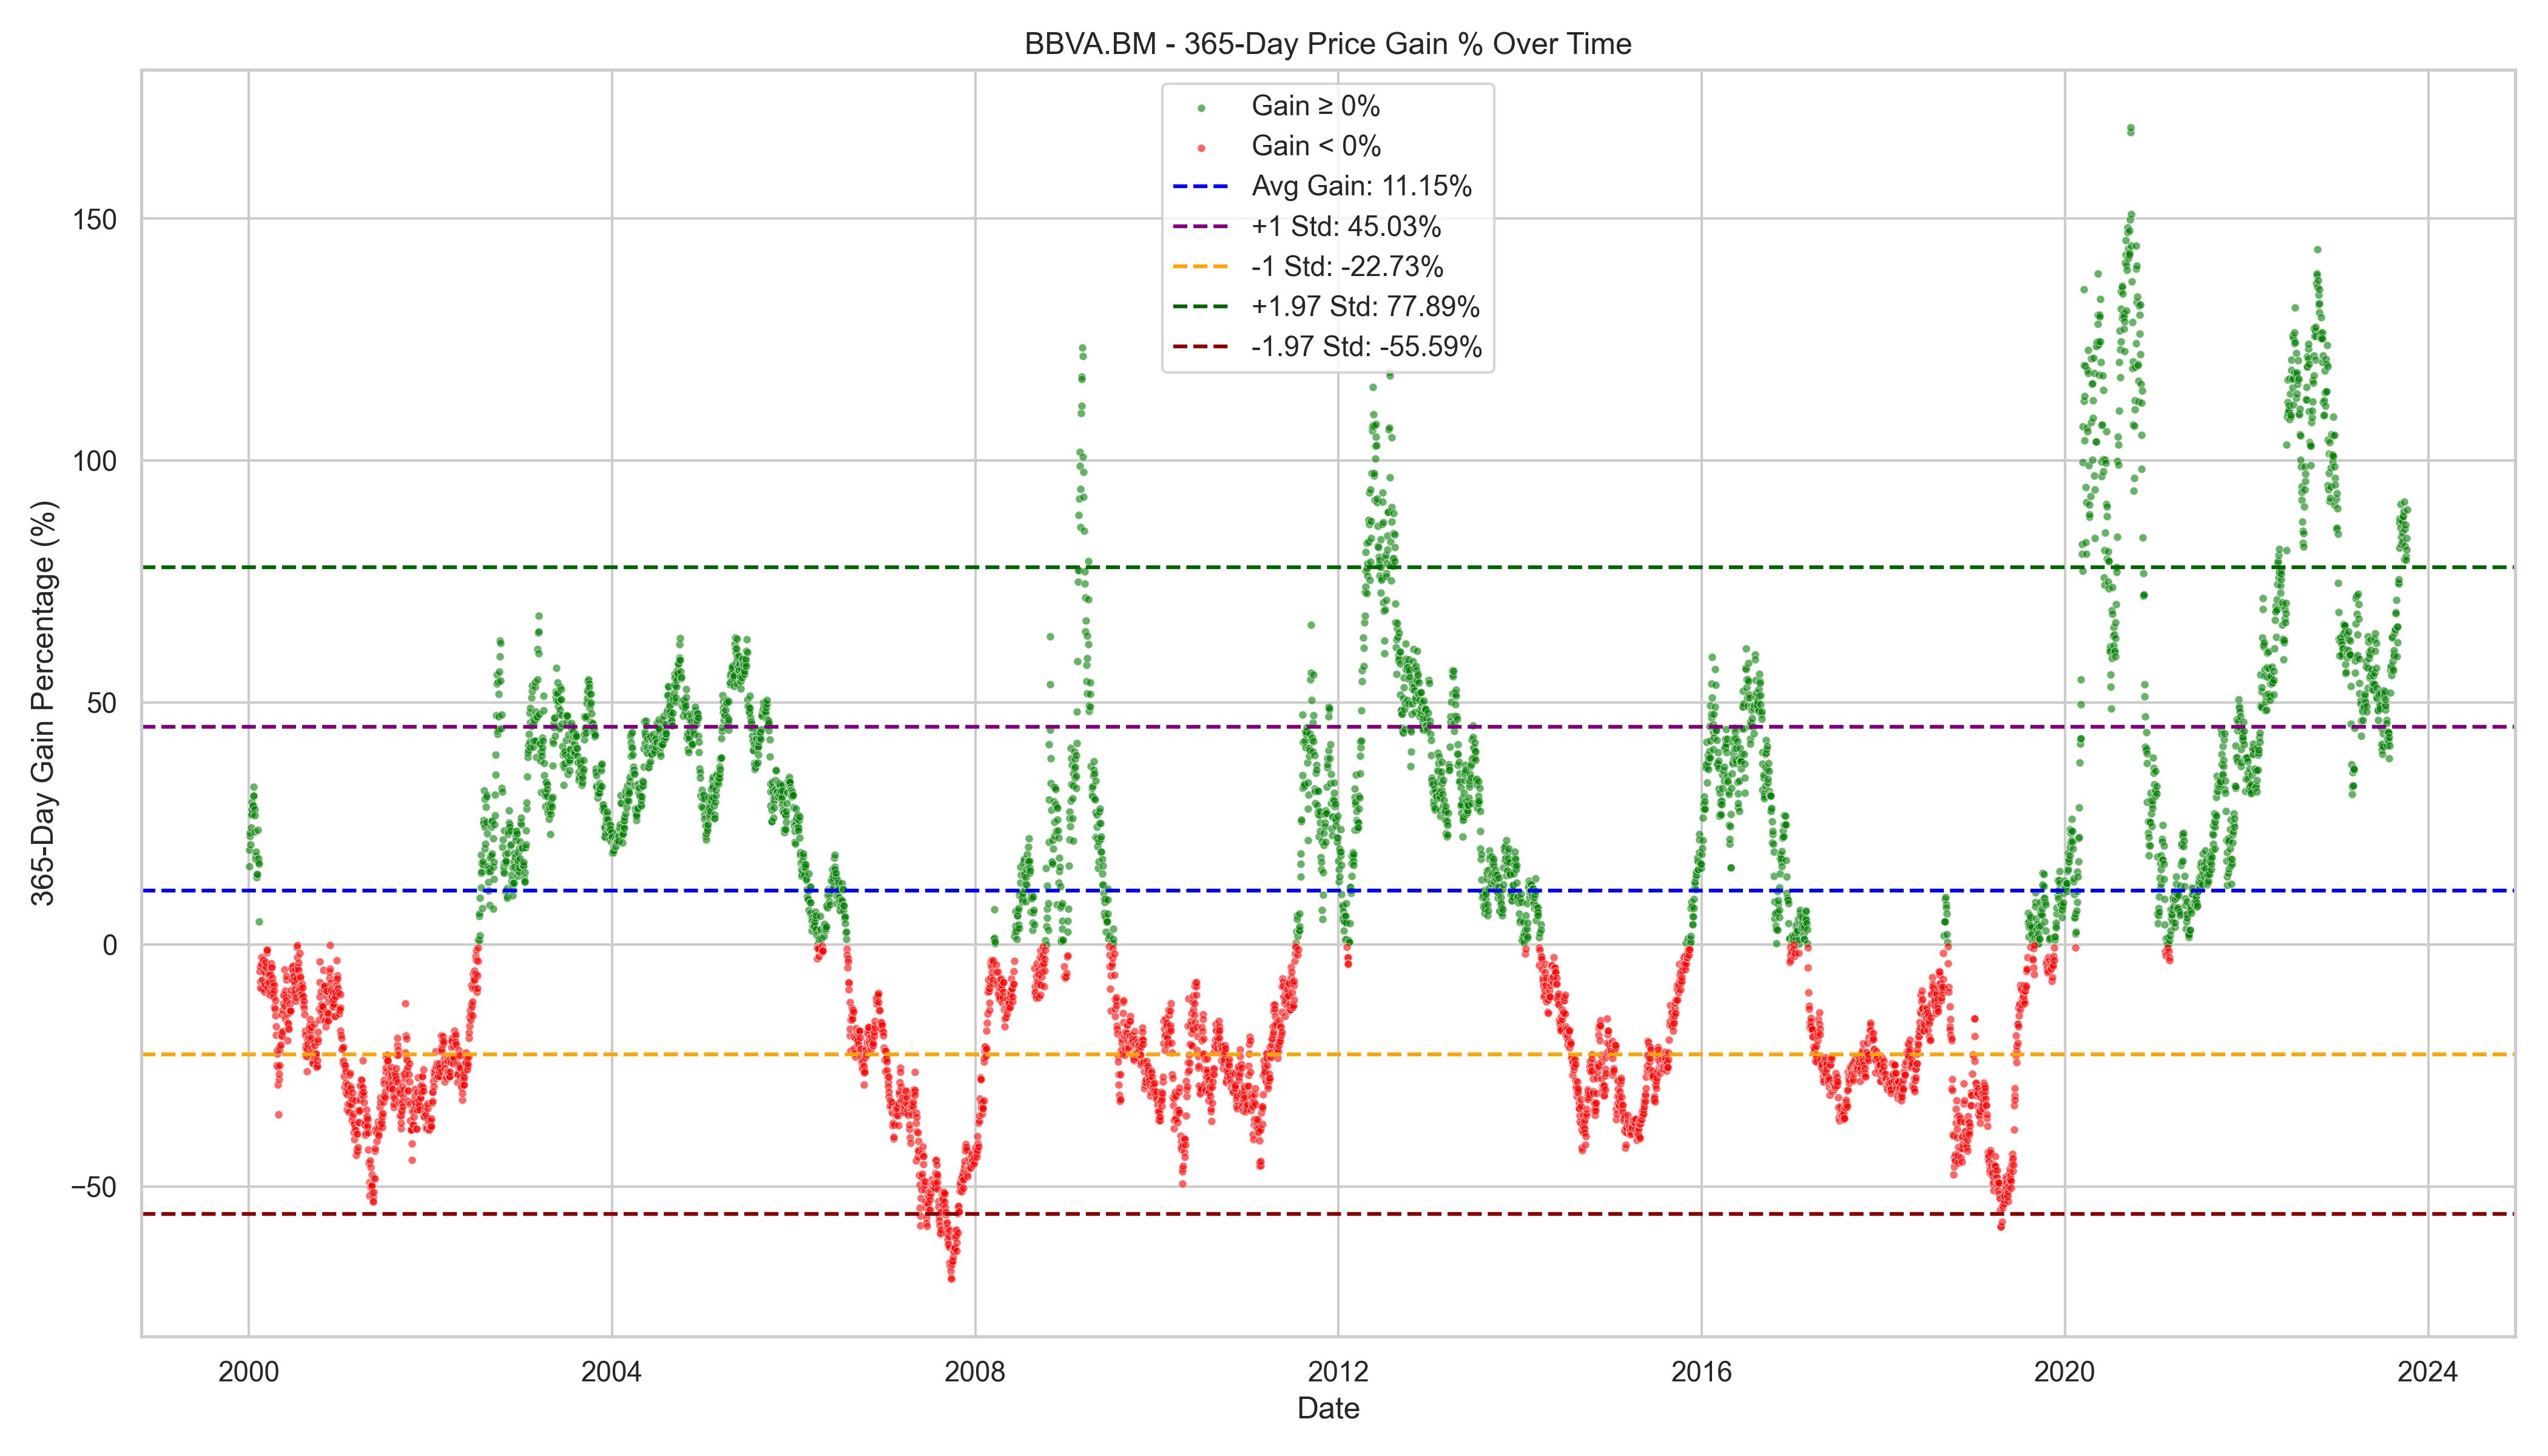 BBVA.BM - 365-Day Price Gain % Over Time
Gain ≥ 0%
Gain < 0%
Avg Gain: 11.15%
+1 Std: 45.03%
-1 Std: -22.73%
+1.97 Std: 77.89%
-1.97 Std: -55.59%
365-Day Gain Percentage (%)
150
100
50
0
−50
2000
2004
2008
2012
2016
2020
2024
Date